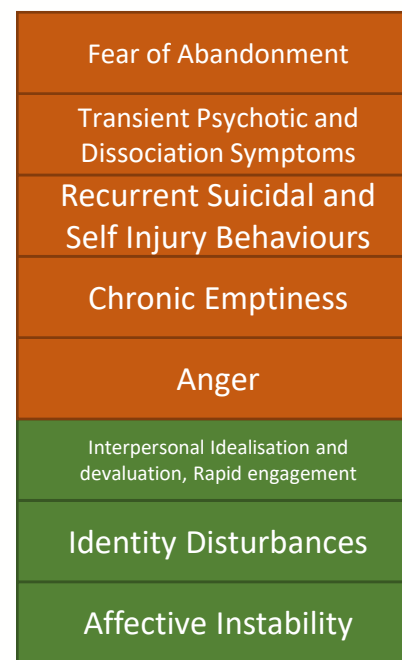 Fear of Abandonment
Transient Psychotic and
Dissociation Symptoms
Recurrent Suicidal and
Self Injury Behaviours
Chronic Emptiness
Anger
Interpersonal Idealisation and
devaluation, Rapid engagement
Identity Disturbances
Affective Instability